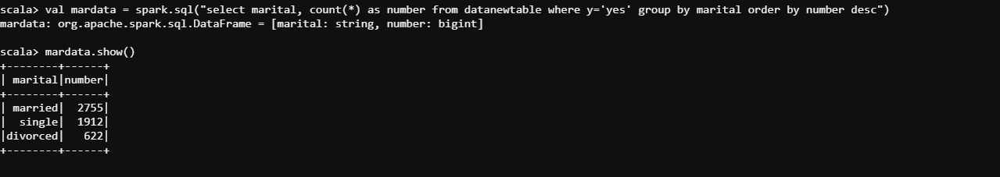 scala> val mardata = spark.sql("select marital, count(*) as number from datanewtable where y='yes' group by marital order by number desc")
mardata: org.apache.spark.sql.DataFrame = [marital: string, number: bigint]
scala> mardata.show()
+--------+------+
| marital|number|
+--------+------+
| married|  2755|
|  single|  1912|
|divorced|   622|
+--------+------+